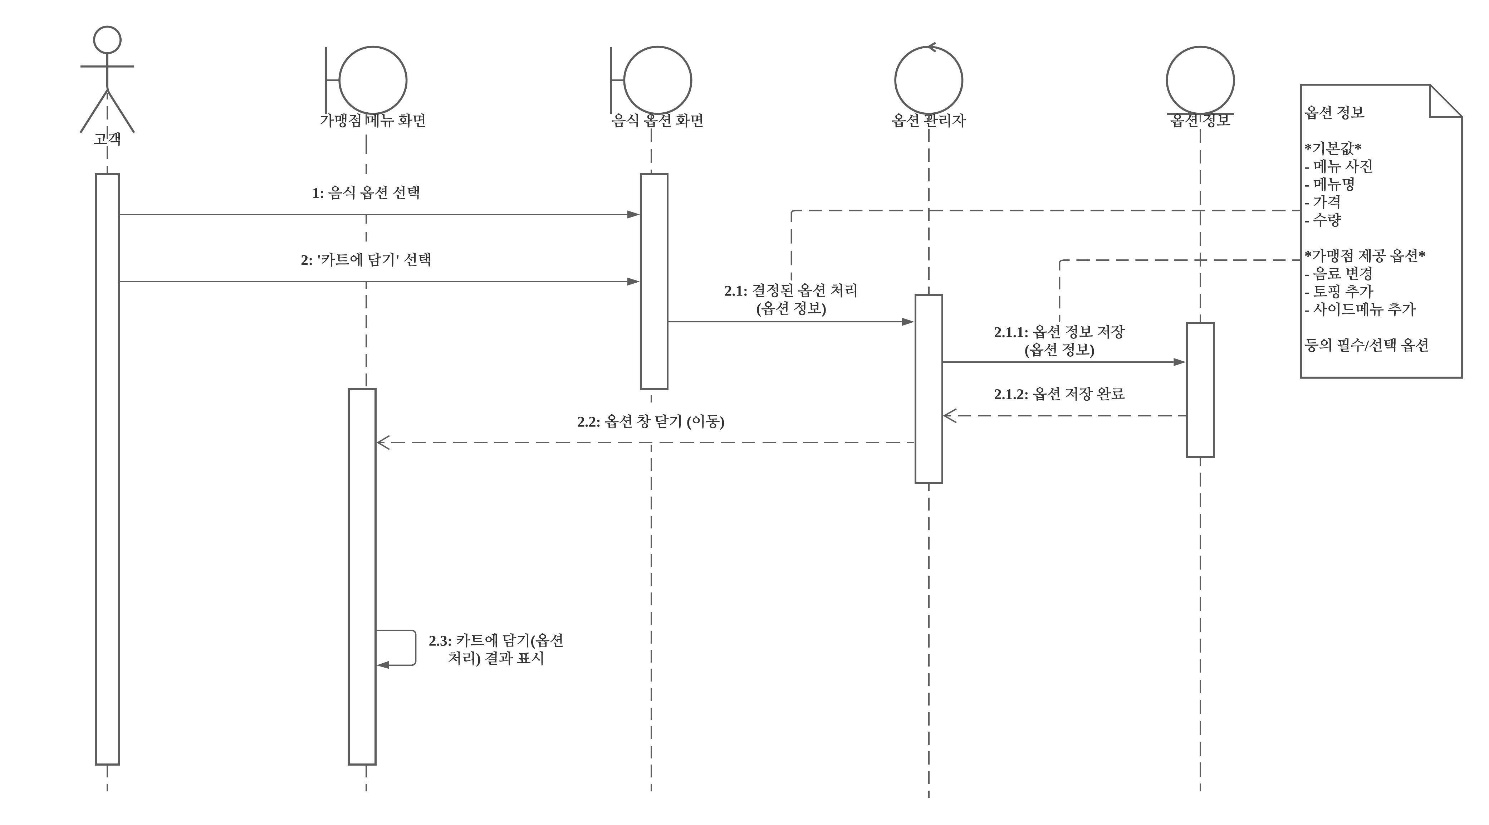 고객
가맹점 메뉴 화면
음식 옵션 화면
옵션 관리자
옵션 정보
1: 음식 옵션 선택
2: '카트에 담기' 선택
2.1: 결정된 옵션 처리
(옵션 정보)
2.1.1: 옵션 정보 저장
(옵션 정보)
2.1.2: 옵션 저장 완료
2.2: 옵션 창 닫기 (이동)
2.3: 카트에 담기(옵션
처리) 결과 표시
옵션 정보
*기본값*
- 메뉴 사진
- 메뉴명
- 가격
- 수량
*가맹점 제공 옵션*
- 음료 변경
- 토핑 추가
- 사이드메뉴 추가
등의 필수/선택 옵션